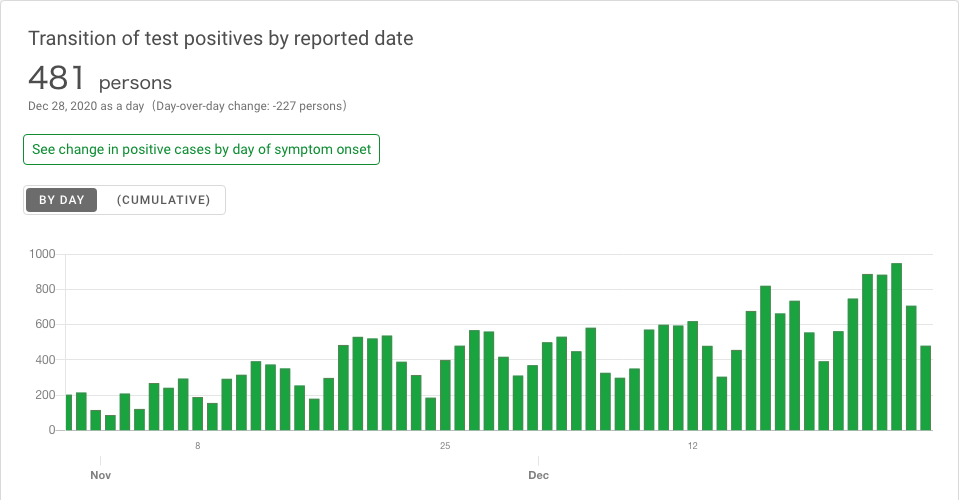 Transition of test positives by reported date
481 persons
Dec 28, 2020 as a day (Day-over-day change: -227 persons)
See change in positive cases by day of symptom onset
BY DAY (CUMULATIVE)
1000
800
600
400
200
0
8 25 12
Nov Dec